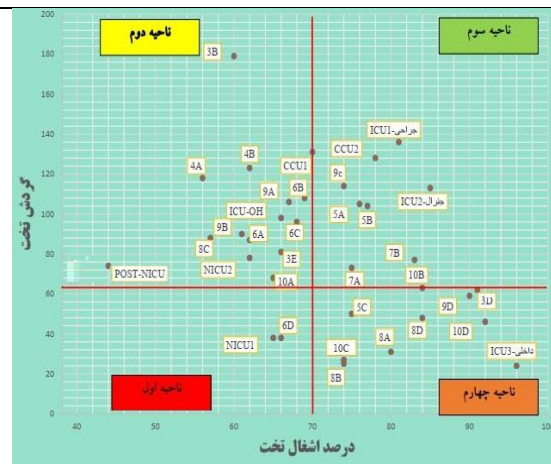 ناحیه دوم
ناحیه سوم
200
180
160
140
120
100
80
60
40
20
0
گردش تخت
3B
ICU1-جراحی
CCU2
4B
CCU1
4A
9A
6B
9c
ICU2-جنرال
ICU-OH
5A
5B
9B
6A
6C
8C
7B
NICU2
3E
POST-NICU
10A
7A
10B
5C
9D
3D
6D
8D
10D
NICU1
10C
8A
ICU3-داخلی
8B
ناحیه اول
ناحیه چهارم
40
50
60
70
80
90
100
درصد اشغال تخت